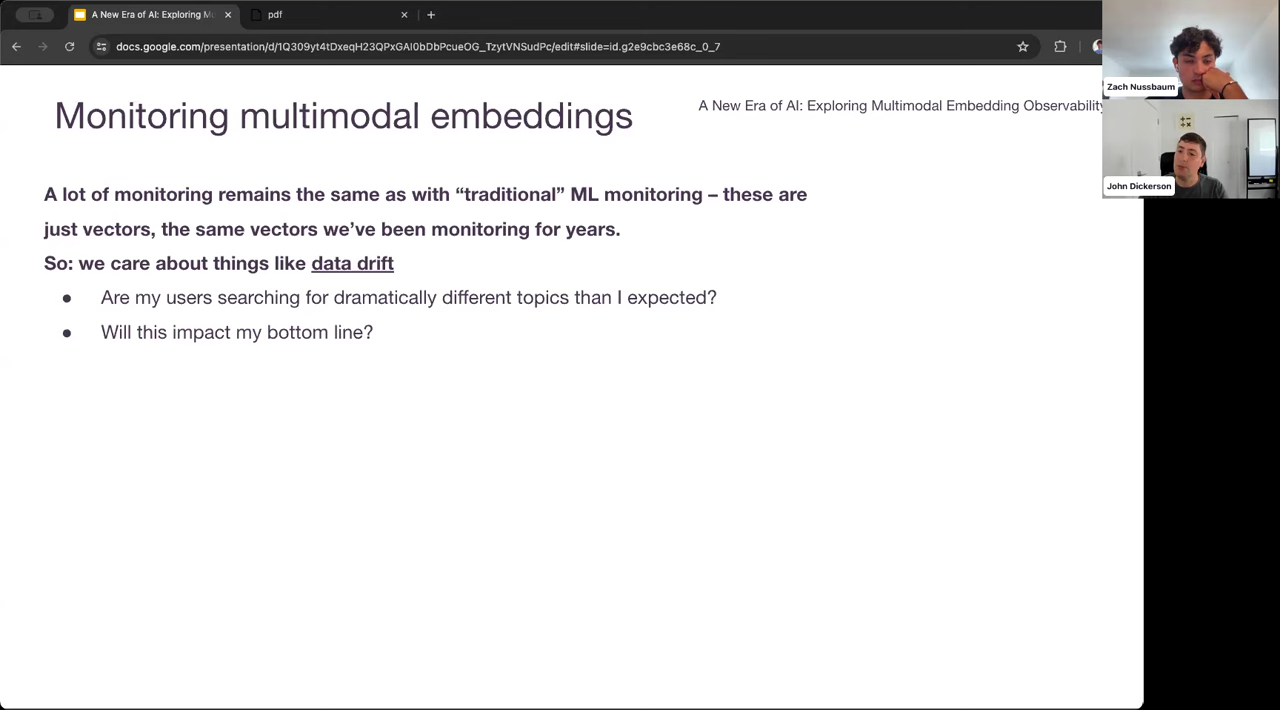 A New Era of AI: Exploring M
pdf
docs.google.com/presentation/d/1Q309yt4tDxeqH23QPxGAI0bDbPcueOG_TzytVNSudPc/edit#slide=id.g2e9cbc3e68c_0_7
Monitoring multimodal embeddings
A New Era of AI: Exploring Multimodal Embedding Observability
Zach Nussbaum
John Dickerson
A lot of monitoring remains the same as with “traditional” ML monitoring – these are
just vectors, the same vectors we’ve been monitoring for years.
So: we care about things like data drift
● Are my users searching for dramatically different topics than I expected?
● Will this impact my bottom line?